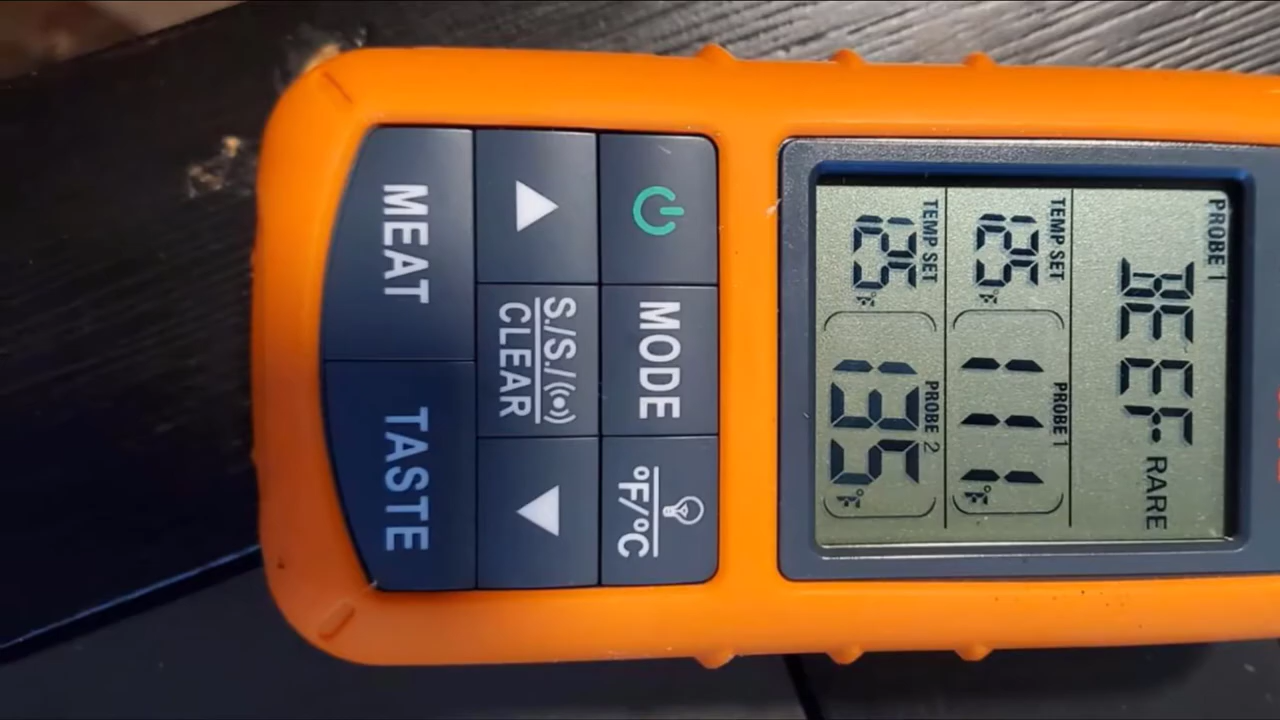 PROBE 1
BEEF RARE
TEMP SET PROBE 1
125°F 111°F
TEMP SET PROBE 2
125°F 135°F
MODE °F/°C
S./S./
CLEAR
MEAT TASTE